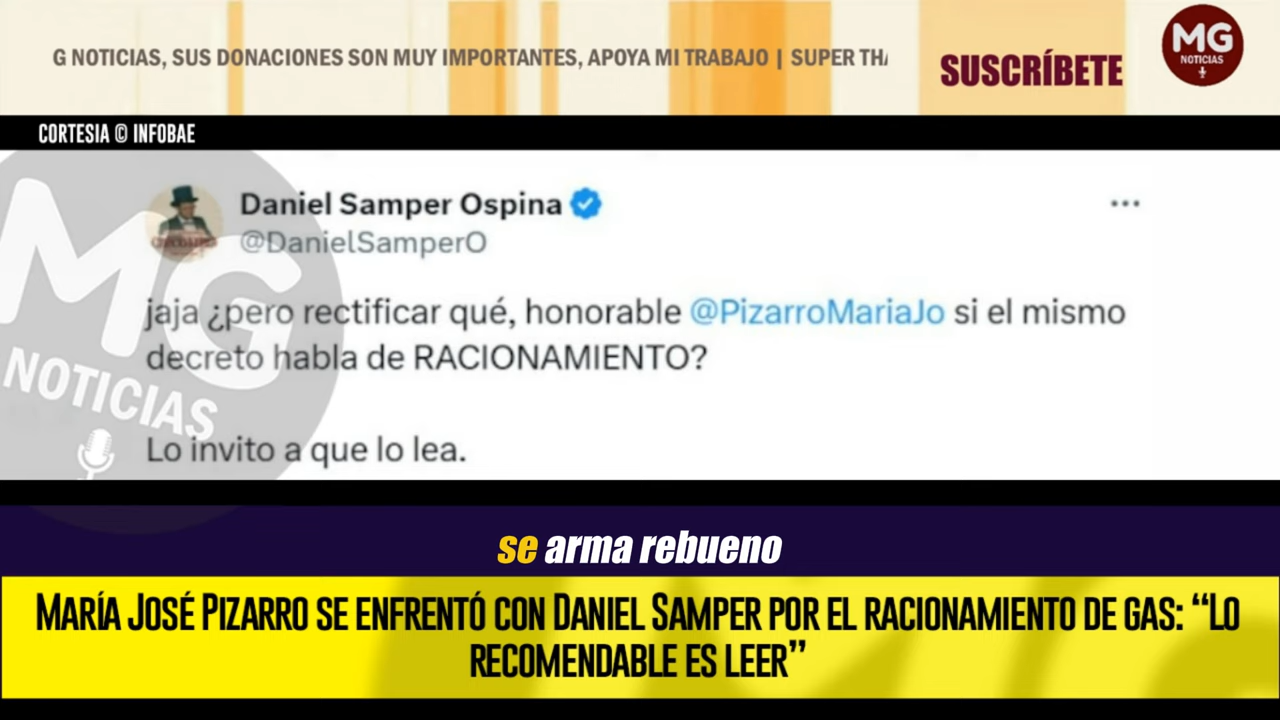 G NOTICIAS, SUS DONACIONES SON MUY IMPORTANTES, APOYA MI TRABAJO | SUPER
SUSCRÍBETE
MG
NOTICIAS
CORTESIA © INFOBAE
Daniel Samper Ospina
@DanielSamperO
jaja ¿pero rectificar qué, honorable @PizarroMariaJo si el mismo
decreto habla de RACIONAMIENTO?
Lo invito a que lo lea.
MG
NOTICIAS
se arma rebueno
MARÍA JOSÉ PIZARRO SE ENFRENTÓ CON DANIEL SAMPER POR EL RACIONAMIENTO DE GAS: “LO
RECOMENDABLE ES LEER”